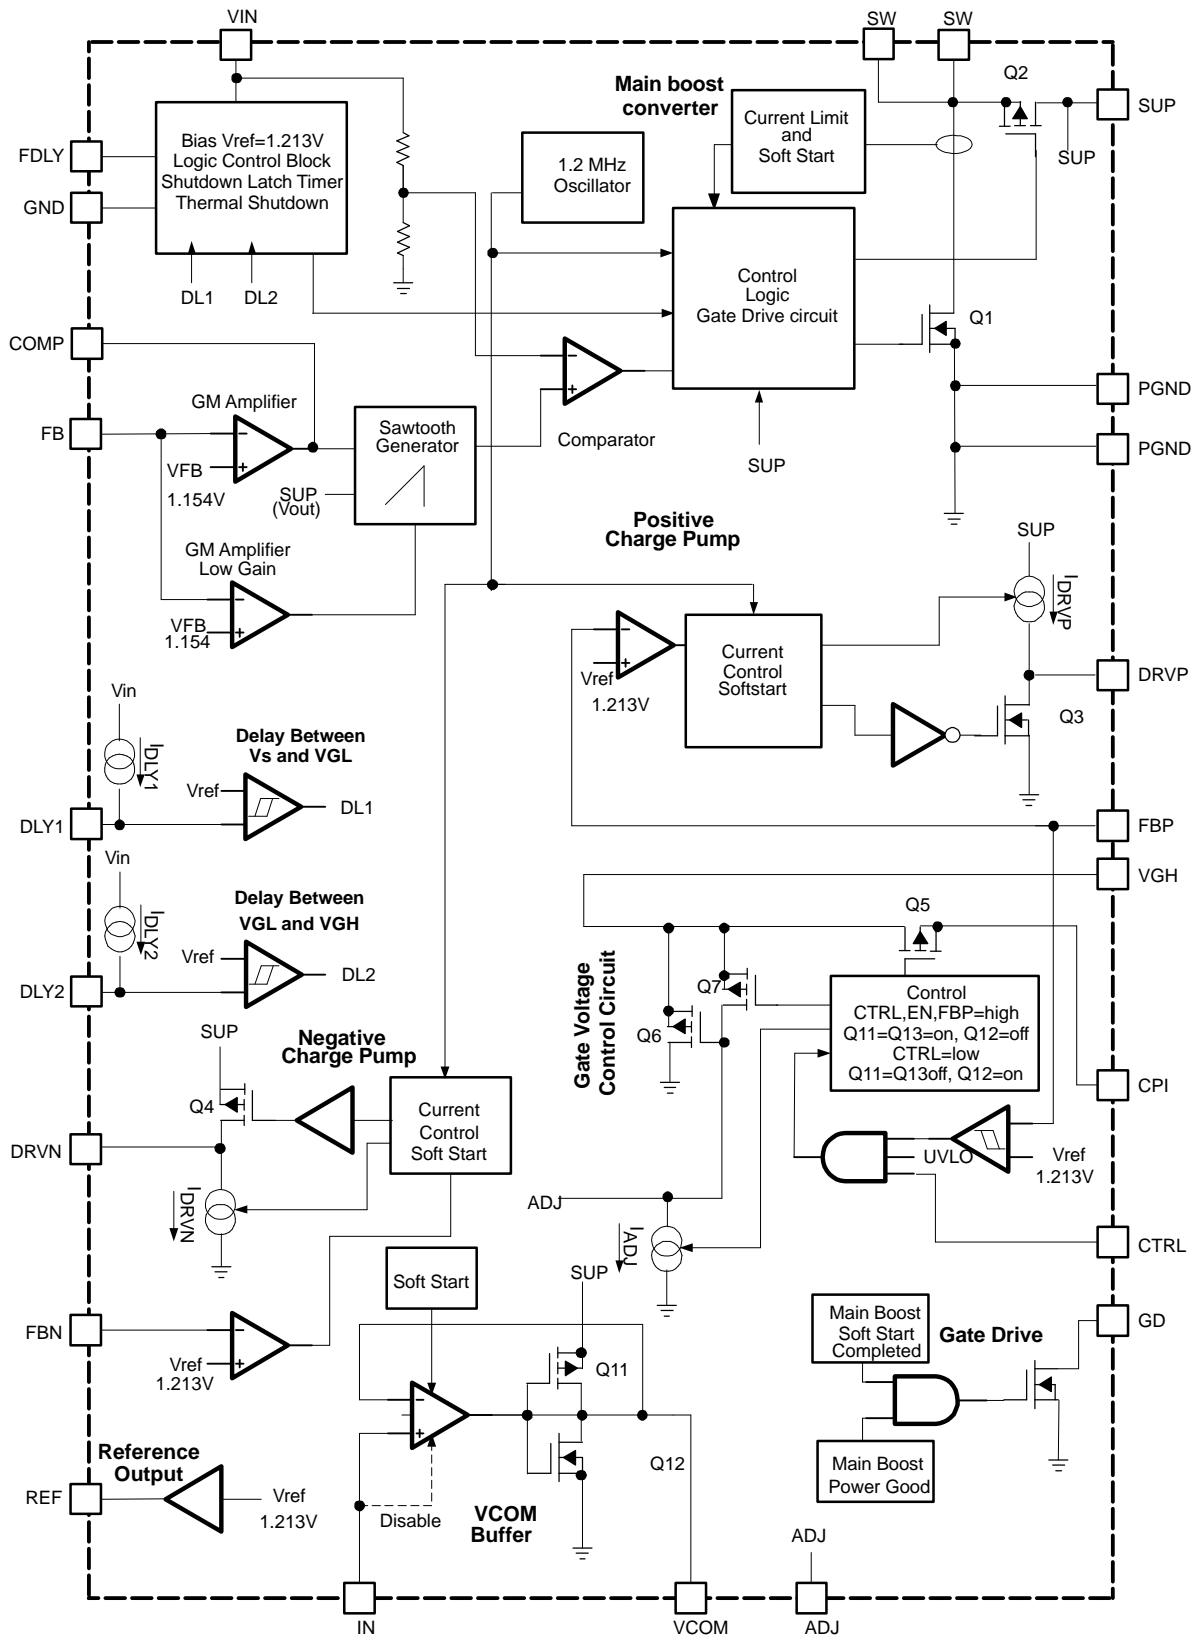 VIN
SW
SW
Q2
SUP
SUP
Main boost
converter
Current Limit
and
Soft Start
FDLY
GND
Bias Vref=1.213V
Logic Control Block
Shutdown Latch Timer
Thermal Shutdown
DL1
DL2
1.2 MHz
Oscillator
Control
Logic
Gate Drive circuit
Q1
COMP
PGND
GM Amplifier
FB
VFB
1.154V
Sawtooth
Generator
SUP
(Vout)
Comparator
SUP
PGND
GM Amplifier
Low Gain
VFB
1.154
Positive
Charge Pump
SUP
IDRVP
Vref
1.213V
Current
Control
Softstart
DRVP
Q3
Vin
IDLY1
Delay Between
Vs and VGL
Vref
DL1
DLY1
FBP
VGH
Vin
IDLY2
Delay Between
VGL and VGH
Vref
DL2
DLY2
Q5
Gate Voltage
Control Circuit
Q7
Q6
Control
CTRL,EN,FBP=high
Q11=Q13=on, Q12=off
CTRL=low
Q11=Q13off, Q12=on
CPI
SUP
Negative
Charge Pump
Q4
Current
Control
Soft Start
DRVN
IDRVN
UVLO
Vref
1.213V
ADJ
IADJ
CTRL
Soft Start
SUP
FBN
Vref
1.213V
Q11
Main Boost
Soft Start
Completed
Gate Drive
GD
Reference
Output
REF
Vref
1.213V
Disable
VCOM
Buffer
Q12
Main Boost
Power Good
ADJ
IN
VCOM
ADJ